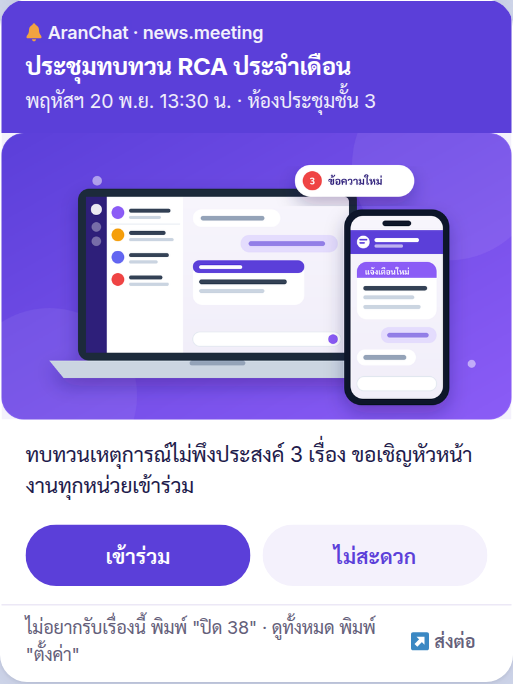 🔔 AranChat · news.meeting
ประชุมทบทวน RCA ประจำเดือน
พฤหัสฯ 20 พ.ย. 13:30 น. · ห้องประชุมชั้น 3
3 ข้อความใหม่
แจ้งเตือนใหม่
ทบทวนเหตุการณ์ไม่พึงประสงค์ 3 เรื่อง ขอเชิญหัวหน้า
งานทุกหน่วยเข้าร่วม
เข้าร่วม
ไม่สะดวก
ไม่อยากรับเรื่องนี้ พิมพ์ "ปิด 38" · ดูทั้งหมด พิมพ์
"ตั้งค่า"
↗️ ส่งต่อ